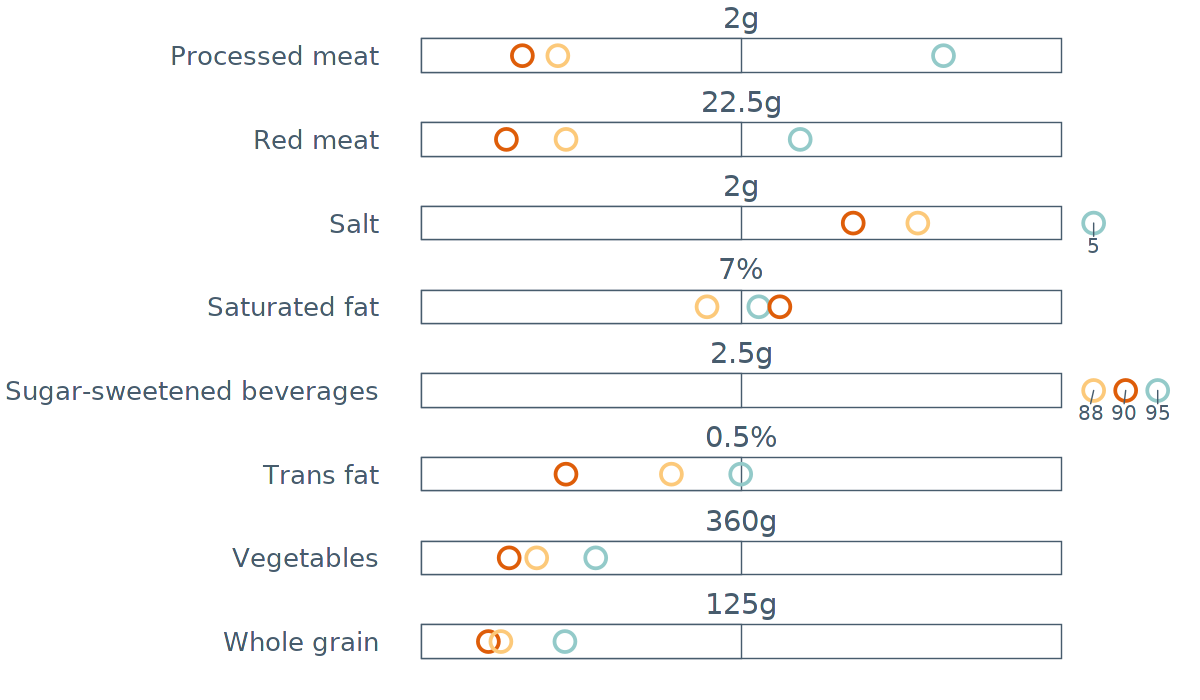 2g
Processed meat
22.5g
Red meat
2g
Salt
5
7%
Saturated fat
2.5g
Sugar-sweetened beverages
88 90 95
0.5%
Trans fat
360g
Vegetables
125g
Whole grain